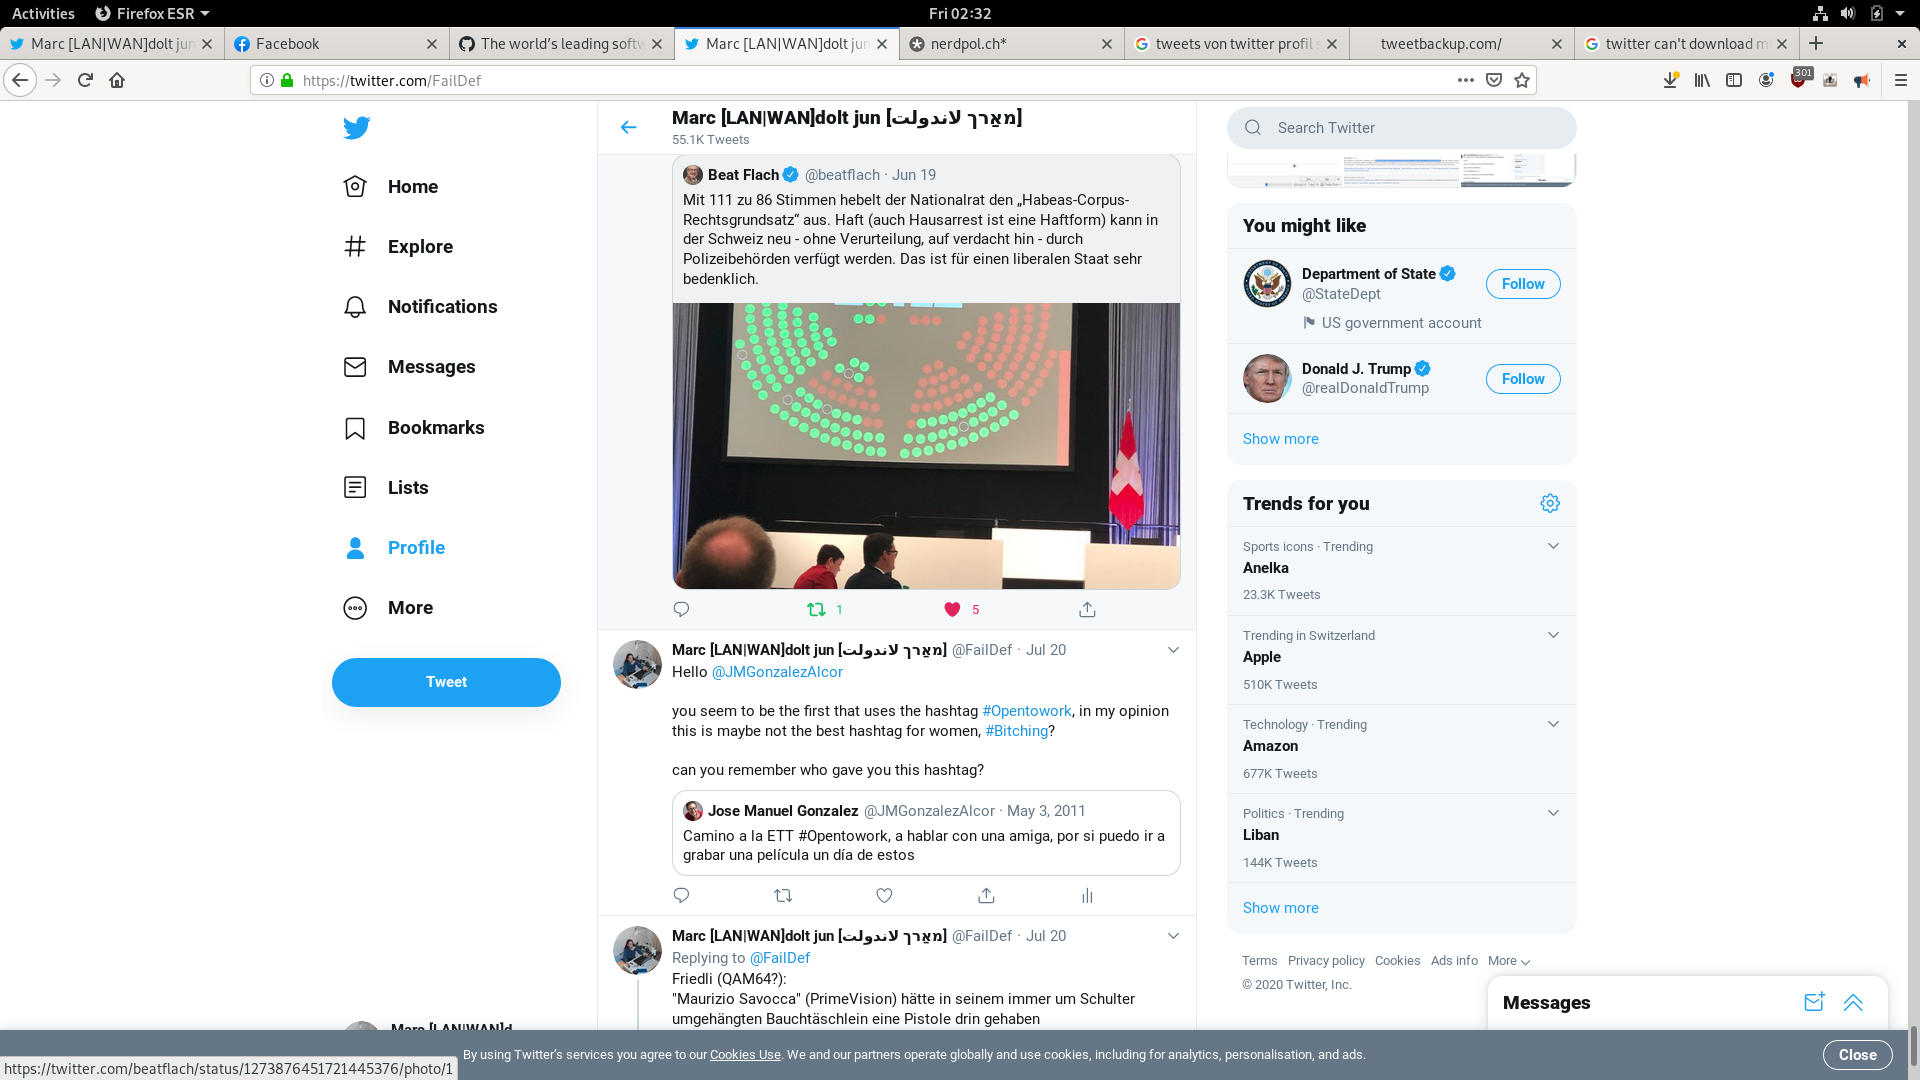 Activities Firefox ESR Fri 02:32
Marc [LAN|WAN]dolt jun
Facebook
The world's leading softw
Marc [LAN|WAN]dolt jun
nerdpol.ch*
tweets von twitter profil s
tweetbackup.com/
twitter can't download m
https://twitter.com/FailDef
301
Home
Explore
Notifications
Messages
Bookmarks
Lists
Profile
More
Tweet
Marc [LAN|WAN]d
Marc [LAN|WAN]dolt jun [מאַרך לאנדולת]
55.1K Tweets
Beat Flach @beatflach · Jun 19
Mit 111 zu 86 Stimmen hebelt der Nationalrat den „Habeas-Corpus-
Rechtsgrundsatz“ aus. Haft (auch Hausarrest ist eine Haftform) kann in
der Schweiz neu - ohne Verurteilung, auf verdacht hin - durch
Polizeibehörden verfügt werden. Das ist für einen liberalen Staat sehr
bedenklich.
1 5
Marc [LAN|WAN]dolt jun [מאַרך לאנדולת] @FailDef · Jul 20
Hello @JMGonzalezAlcor
you seem to be the first that uses the hashtag #Opentowork, in my opinion
this is maybe not the best hashtag for women, #Bitching?
can you remember who gave you this hashtag?
Jose Manuel Gonzalez @JMGonzalezAlcor · May 3, 2011
Camino a la ETT #Opentowork, a hablar con una amiga, por si puedo ir a
grabar una película un día de estos
Marc [LAN|WAN]dolt jun [מאַרך לאנדולת] @FailDef · Jul 20
Replying to @FailDef
Friedli (QAM64?):
"Maurizio Savocca" (PrimeVision) hätte in seinem immer um Schulter
umgehängten Bauchtäschlein eine Pistole drin gehaben
Search Twitter
You might like
Department of State
@StateDept
US government account
Follow
Donald J. Trump
@realDonaldTrump
Follow
Show more
Trends for you
Sports icons · Trending
Anelka
23.3K Tweets
Trending in Switzerland
Apple
510K Tweets
Technology · Trending
Amazon
677K Tweets
Politics · Trending
Liban
144K Tweets
Show more
Terms Privacy policy Cookies Ads info More
© 2020 Twitter, Inc.
Messages
By using Twitter's services you agree to our Cookies Use. We and our partners operate globally and use cookies, including for analytics, personalisation, and ads.
Close
https://twitter.com/beatflach/status/1273876451721445376/photo/1